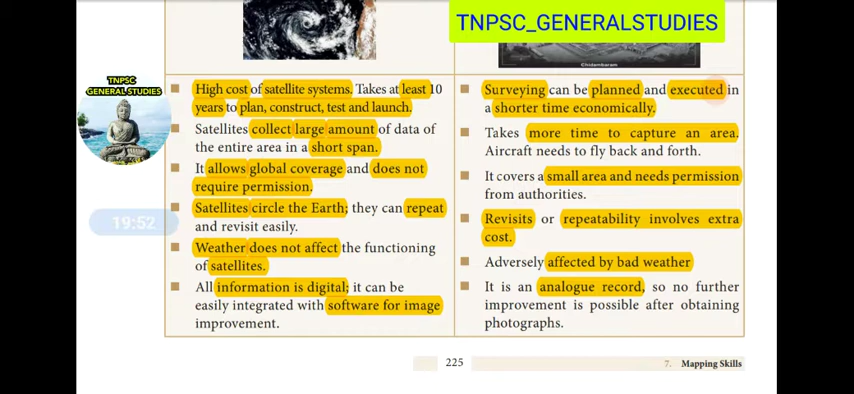 TNPSC_GENERALSTUDIES
Chidambaram
TNPSC
GENERAL STUDIES
19:52
■ High cost of satellite systems. Takes at least 10
years to plan, construct, test and launch.
■ Satellites collect large amount of data of
the entire area in a short span.
■ It allows global coverage and does not
require permission.
■ Satellites circle the Earth; they can repeat
and revisit easily.
■ Weather does not affect the functioning
of satellites.
■ All information is digital; it can be
easily integrated with software for image
improvement.
■ Surveying can be planned and executed in
a shorter time economically.
■ Takes more time to capture an area.
Aircraft needs to fly back and forth.
■ It covers a small area and needs permission
from authorities.
■ Revisits or repeatability involves extra
cost.
■ Adversely affected by bad weather
■ It is an analogue record, so no further
improvement is possible after obtaining
photographs.
225
7. Mapping Skills